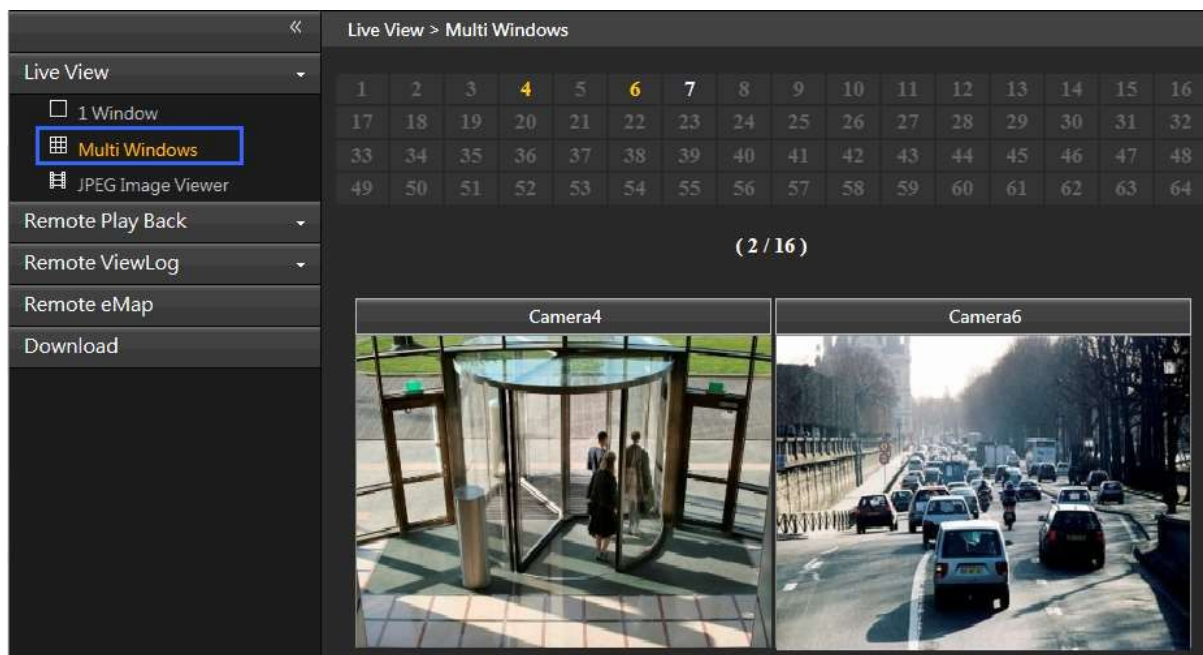 «
Live View > Multi Windows
Live View
1 Window
Multi Windows
JPEG Image Viewer
Remote Play Back
Remote ViewLog
Remote eMap
Download
1 2 3 4 5 6 7 8 9 10 11 12 13 14 15 16
17 18 19 20 21 22 23 24 25 26 27 28 29 30 31 32
33 34 35 36 37 38 39 40 41 42 43 44 45 46 47 48
49 50 51 52 53 54 55 56 57 58 59 60 61 62 63 64
( 2 / 16 )
Camera4
Camera6